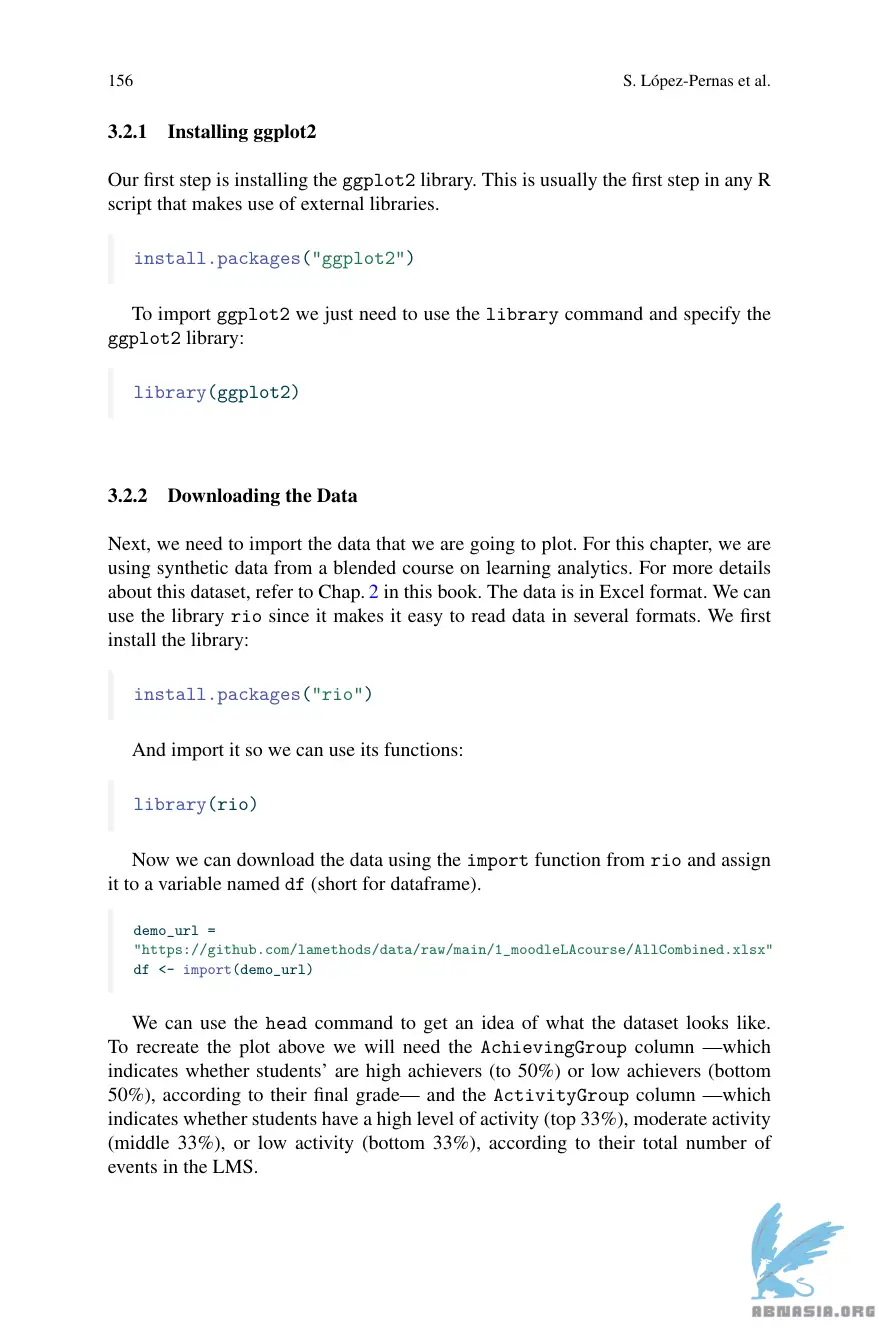 156
S. López-Pernas et al.
3.2.1 Installing ggplot2
Our first step is installing the ggplot2 library. This is usually the first step in any R
script that makes use of external libraries.
install.packages("ggplot2")
To import ggplot2 we just need to use the library command and specify the
ggplot2 library:
library(ggplot2)
3.2.2 Downloading the Data
Next, we need to import the data that we are going to plot. For this chapter, we are
using synthetic data from a blended course on learning analytics. For more details
about this dataset, refer to Chap. 2 in this book. The data is in Excel format. We can
use the library rio since it makes it easy to read data in several formats. We first
install the library:
install.packages("rio")
And import it so we can use its functions:
library(rio)
Now we can download the data using the import function from rio and assign
it to a variable named df (short for dataframe).
demo_url =
"https://github.com/lamethods/data/raw/main/1_moodleLAcourse/AllCombined.xlsx"
df <- import(demo_url)
We can use the head command to get an idea of what the dataset looks like.
To recreate the plot above we will need the AchievingGroup column —which
indicates whether students' are high achievers (to 50%) or low achievers (bottom
50%), according to their final grade— and the ActivityGroup column —which
indicates whether students have a high level of activity (top 33%), moderate activity
(middle 33%), or low activity (bottom 33%), according to their total number of
events in the LMS.
ABNASIA.ORG